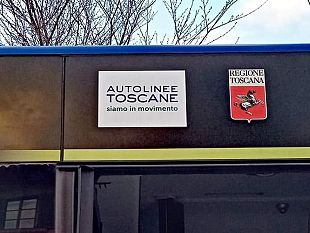 AUTOLINEE
TOSCANE
siamo in movimento
REGIONE
TOSCANA